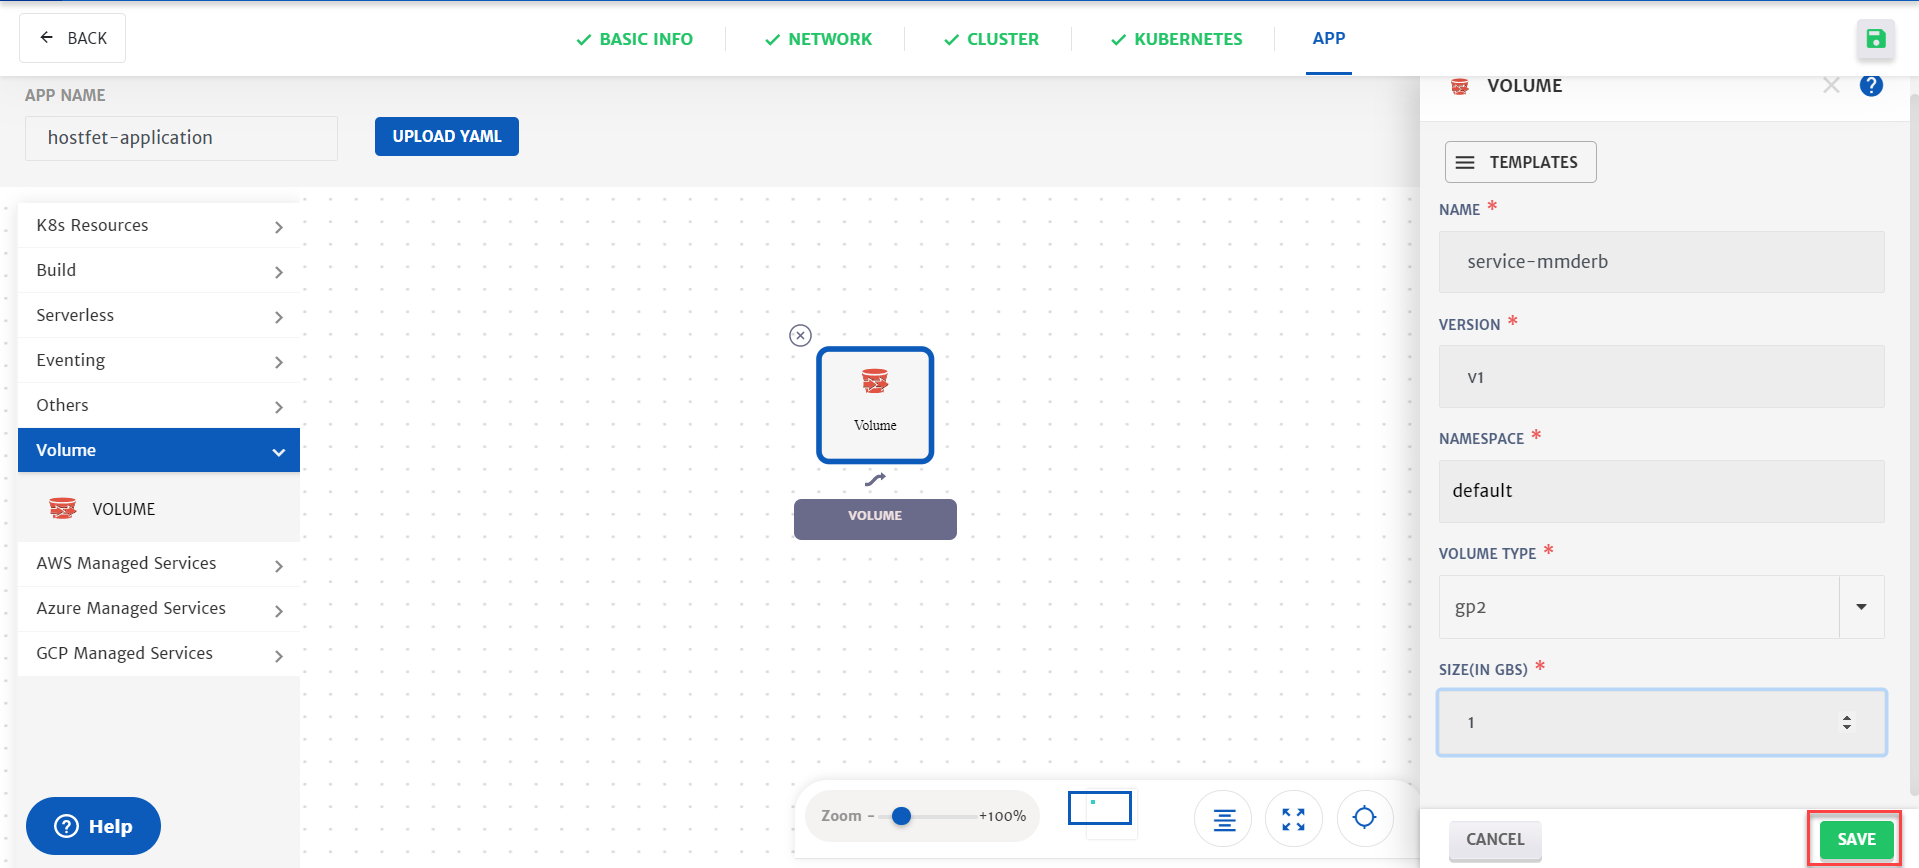 BACK
BASIC INFO
NETWORK
CLUSTER
KUBERNETES
APP
APP NAME
hostfet-application
UPLOAD YAML
K8s Resources
Build
Serverless
Eventing
Others
Volume
VOLUME
AWS Managed Services
Azure Managed Services
GCP Managed Services
? Help
Volume
VOLUME
Zoom - +100%
VOLUME
?
TEMPLATES
NAME *
service-mmderb
VERSION *
v1
NAMESPACE *
default
VOLUME TYPE *
gp2
SIZE(IN GBS) *
1
CANCEL
SAVE